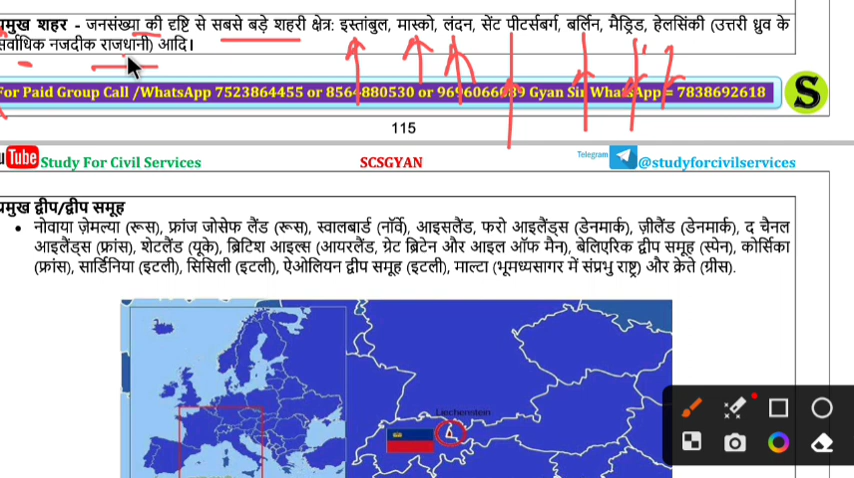 प्रमुख शहर - जनसंख्या की दृष्टि से सबसे बड़े शहरी क्षेत्र: इस्तांबुल, मास्को, लंदन, सेंट पीटर्सबर्ग, बर्लिन, मैड्रिड, हेलसिंकी (उत्तरी ध्रुव के
सर्वाधिक नजदीक राजधानी) आदि।
For Paid Group Call /WhatsApp 7523864455 or 8564880530 or 9696066089 Gyan Sir WhatsApp = 7838692618
S
115
Tube Study For Civil Services
SCSGYAN
Telegram
@studyforcivilservices
प्रमुख द्वीप/द्वीप समूह
• नोवाया ज़ेमल्या (रूस), फ्रांज जोसेफ लैंड (रूस), स्वालबार्ड (नॉर्वे), आइसलैंड, फरो आइलैंड्स (डेनमार्क), ज़ीलैंड (डेनमार्क), द चैनल
आइलैंड्स (फ्रांस), शेटलैंड (यूके), ब्रिटिश आइल्स (आयरलैंड, ग्रेट ब्रिटेन और आइल ऑफ मैन), बेलिएरिक द्वीप समूह (स्पेन), कोर्सिका
(फ्रांस), सार्डिनिया (इटली), सिसिली (इटली), ऐओलियन द्वीप समूह (इटली), माल्टा (भूमध्यसागर में संप्रभु राष्ट्र) और क्रेते (ग्रीस).
Liechenstein